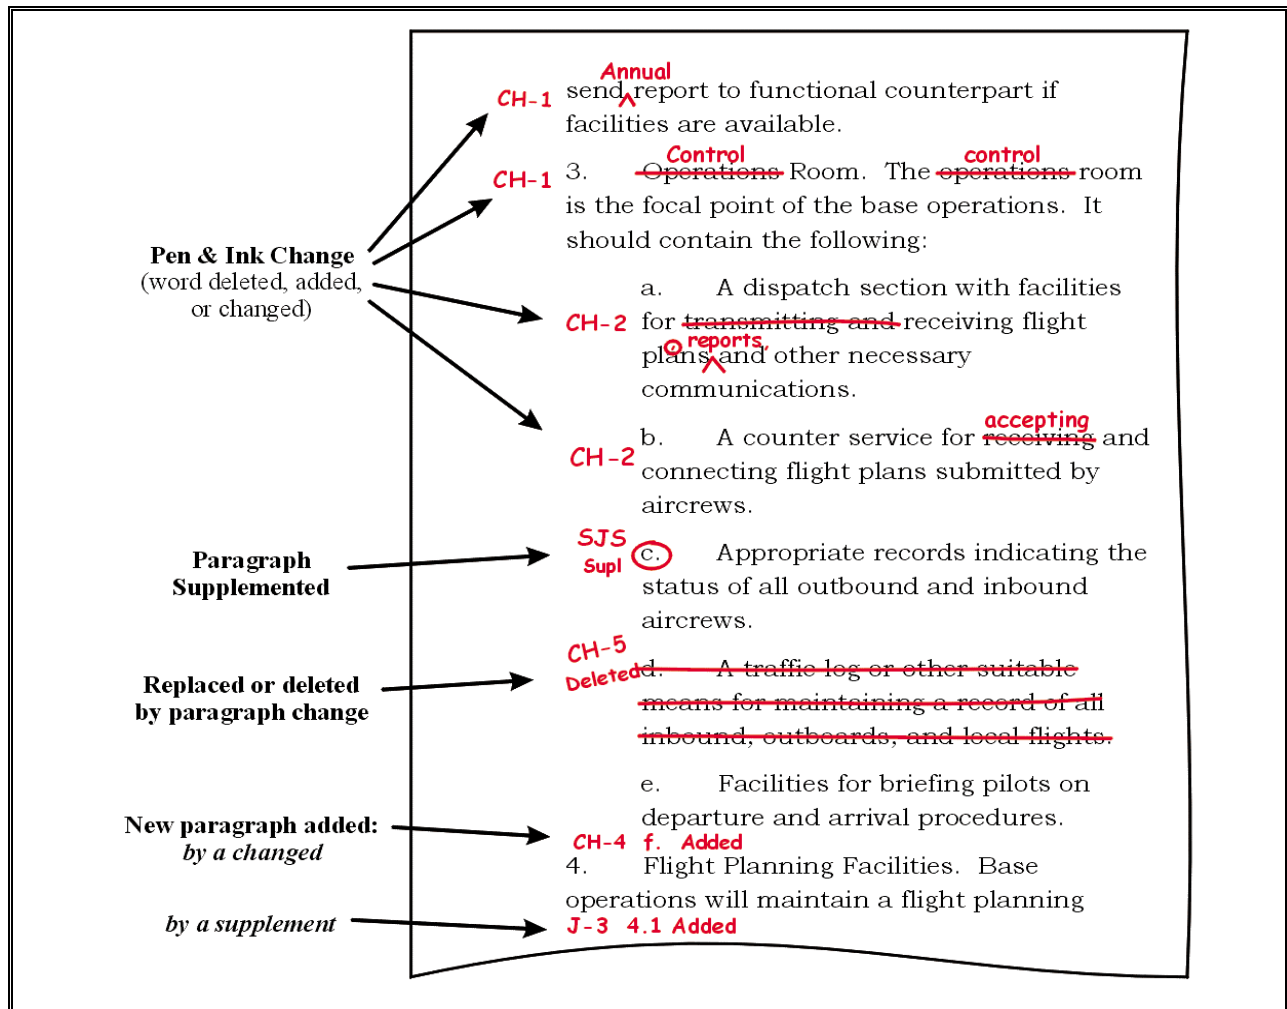 Annual
CH-1 send report to functional counterpart if
facilities are available.
Control control
CH-1 3. Operations Room. The operations room
is the focal point of the base operations. It
should contain the following:
Pen & Ink Change
(word deleted, added,
or changed)
a. A dispatch section with facilities
CH-2 for transmitting and receiving flight
, reports,
plans and other necessary
communications.
accepting
b. A counter service for receiving and
CH-2 connecting flight plans submitted by
aircrews.
Paragraph
Supplemented
SJS
Supl c. Appropriate records indicating the
status of all outbound and inbound
aircrews.
Replaced or deleted
by paragraph change
CH-5
Deleted d. A traffic log or other suitable
means for maintaining a record of all
inbound, outboards, and local flights.
e. Facilities for briefing pilots on
departure and arrival procedures.
New paragraph added:
by a changed
CH-4 f. Added
4. Flight Planning Facilities. Base
operations will maintain a flight planning
by a supplement
J-3 4.1 Added